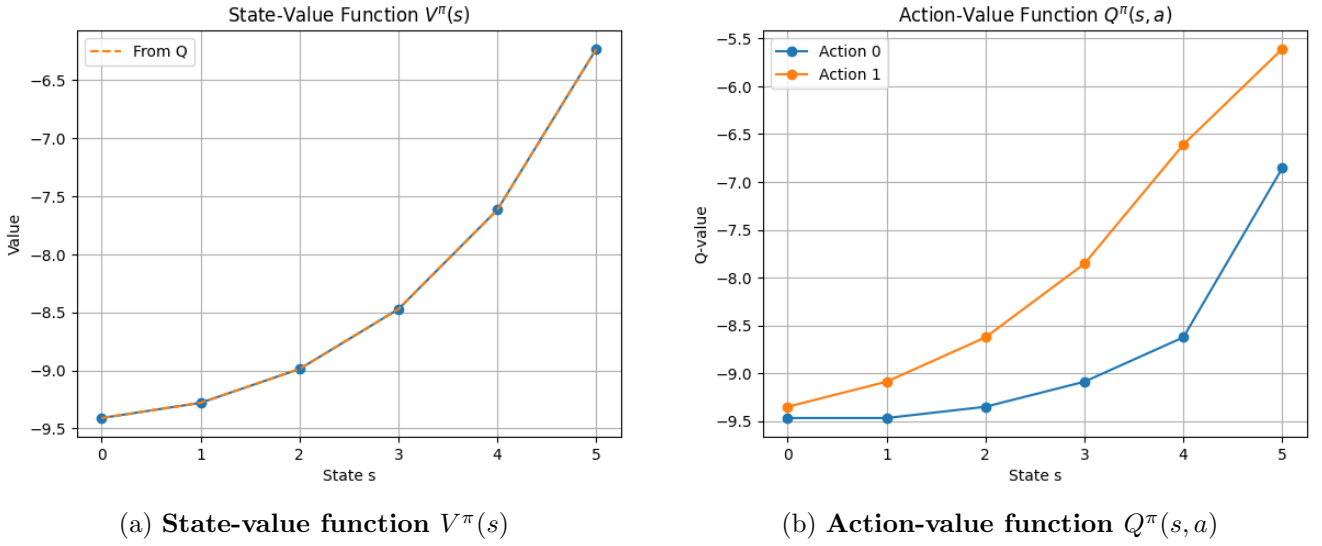 State-Value Function $V^{\pi}(s)$
From Q
−6.5
−7.0
−7.5
−8.0
−8.5
−9.0
−9.5
Value
0 1 2 3 4 5
State s
(a) State-value function $V^{\pi}(s)$
Action-Value Function $Q^{\pi}(s, a)$
Action 0
Action 1
−5.5
−6.0
−6.5
−7.0
−7.5
−8.0
−8.5
−9.0
−9.5
Q-value
0 1 2 3 4 5
State s
(b) Action-value function $Q^{\pi}(s, a)$